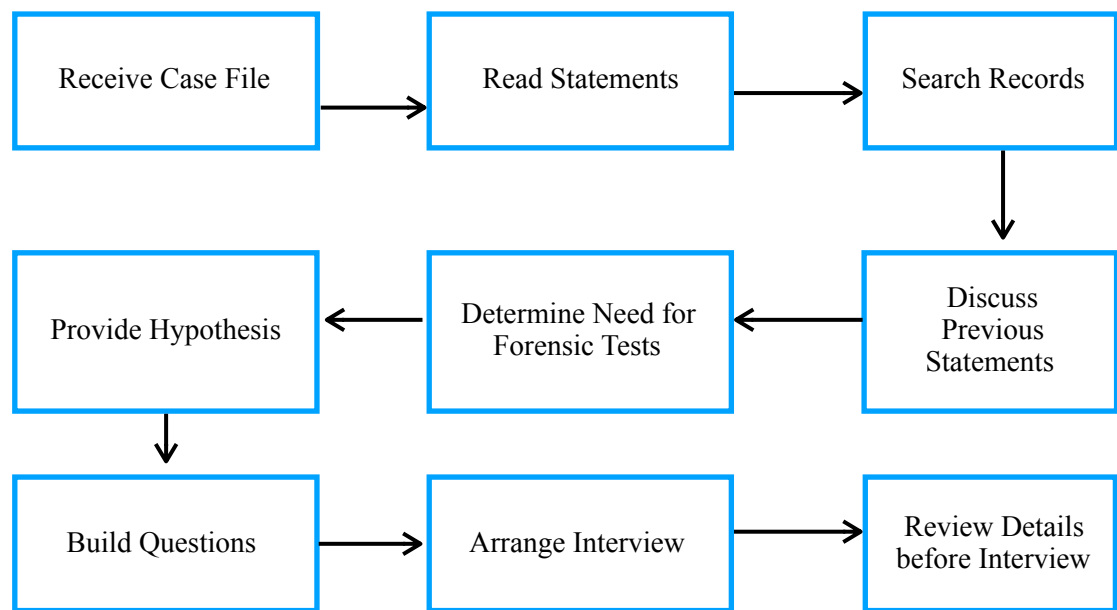 Receive Case File
Read Statements
Search Records
Provide Hypothesis
Determine Need for
Forensic Tests
Discuss
Previous
Statements
Build Questions
Arrange Interview
Review Details
before Interview